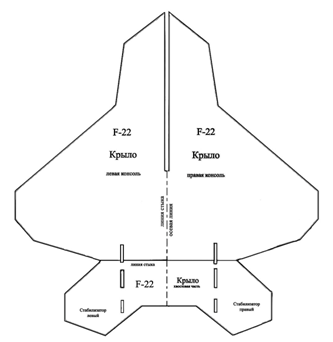 F-22
Крыло
левая консоль
F-22
Крыло
правая консоль
линия стыка
осевая линия
линия стыка
F-22
Крыло
хвостовая часть
Стабилизатор
левый
Стабилизатор
правый